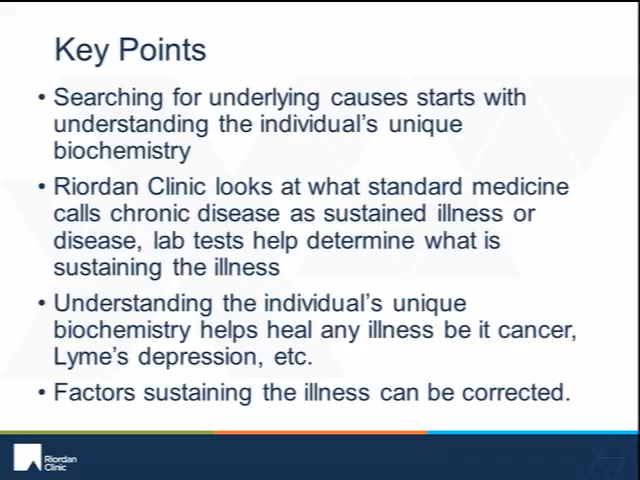 Key Points
• Searching for underlying causes starts with
understanding the individual's unique
biochemistry
• Riordan Clinic looks at what standard medicine
calls chronic disease as sustained illness or
disease, lab tests help determine what is
sustaining the illness
• Understanding the individual's unique
biochemistry helps heal any illness be it cancer,
Lyme's depression, etc.
• Factors sustaining the illness can be corrected.
Riordan
Clinic